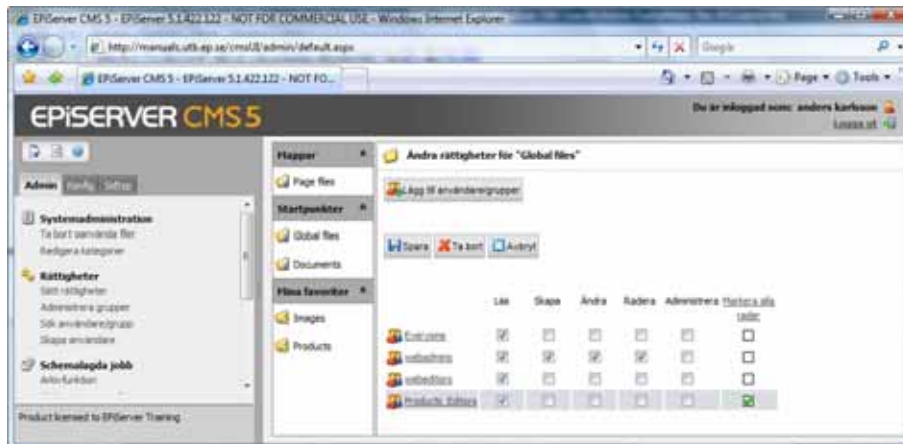 EPiServer CMS 5 - EPiServer 5.1.422.122 - NOT FOR COMMERCIAL USE - Windows Internet Explorer
http://manuals.utb.ep.se/cmsUI/admin/default.aspx
Google
EPiServer CMS 5 - EPiServer 5.1.422.122 - NOT FO...
Page
Tools
EPiSERVER CMS 5
Du är inloggad som: anders karlsson
Logga ut
Admin
Config
Setup
Systemadministration
Ta bort oanvända filer
Redigera kategorier
Rättigheter
Sätt rättigheter
Administrera grupper
Sök användare/grupp
Skapa användare
Schemalagda jobb
Arkivfunktion
Product licensed to EPiServer Training
Mappar
Page files
Startpunkter
Global files
Documents
Mina favoriter
Images
Products
Ändra rättigheter för "Global files"
Lägg till användare/grupper
Spara
Ta bort
Avbryt
Läs
Skapa
Ändra
Radera
Administrera
Markera alla rader
Everyone
webadmins
webeditors
Products Editors